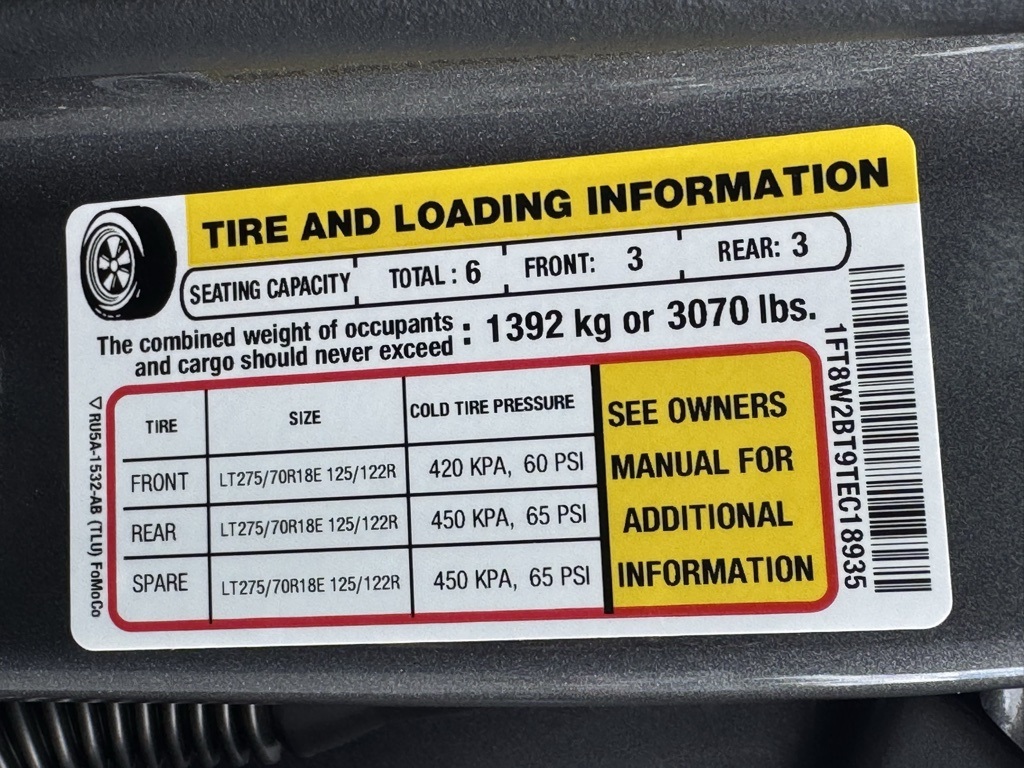 TIRE AND LOADING INFORMATION
SEATING CAPACITY TOTAL : 6 FRONT: 3 REAR: 3
The combined weight of occupants
and cargo should never exceed : 1392 kg or 3070 lbs.
TIRE SIZE COLD TIRE PRESSURE
FRONT LT275/70R18E 125/122R 420 KPA, 60 PSI
REAR LT275/70R18E 125/122R 450 KPA, 65 PSI
SPARE LT275/70R18E 125/122R 450 KPA, 65 PSI
SEE OWNERS
MANUAL FOR
ADDITIONAL
INFORMATION
1FT8W2BT9TEC18935
▽RU5A-1532-AB (TLU) FoMoCo